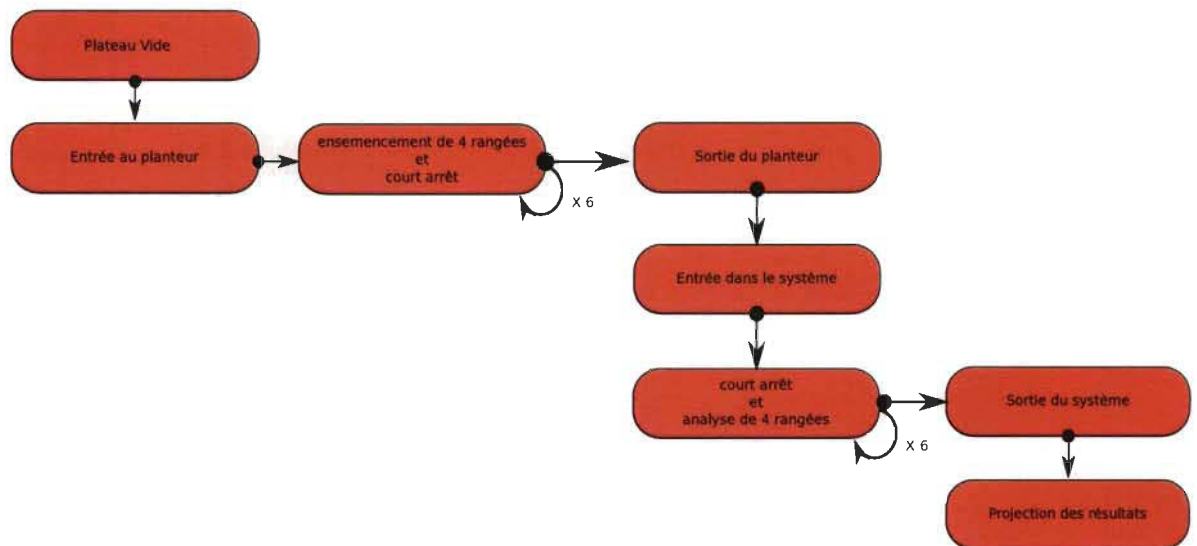 Plateau Vide
Entrée au planteur
ensemencement de 4 rangées
et
court arrêt
X 6
Sortie du planteur
Entrée dans le système
court arrêt
et
analyse de 4 rangées
X 6
Sortie du système
Projection des résultats